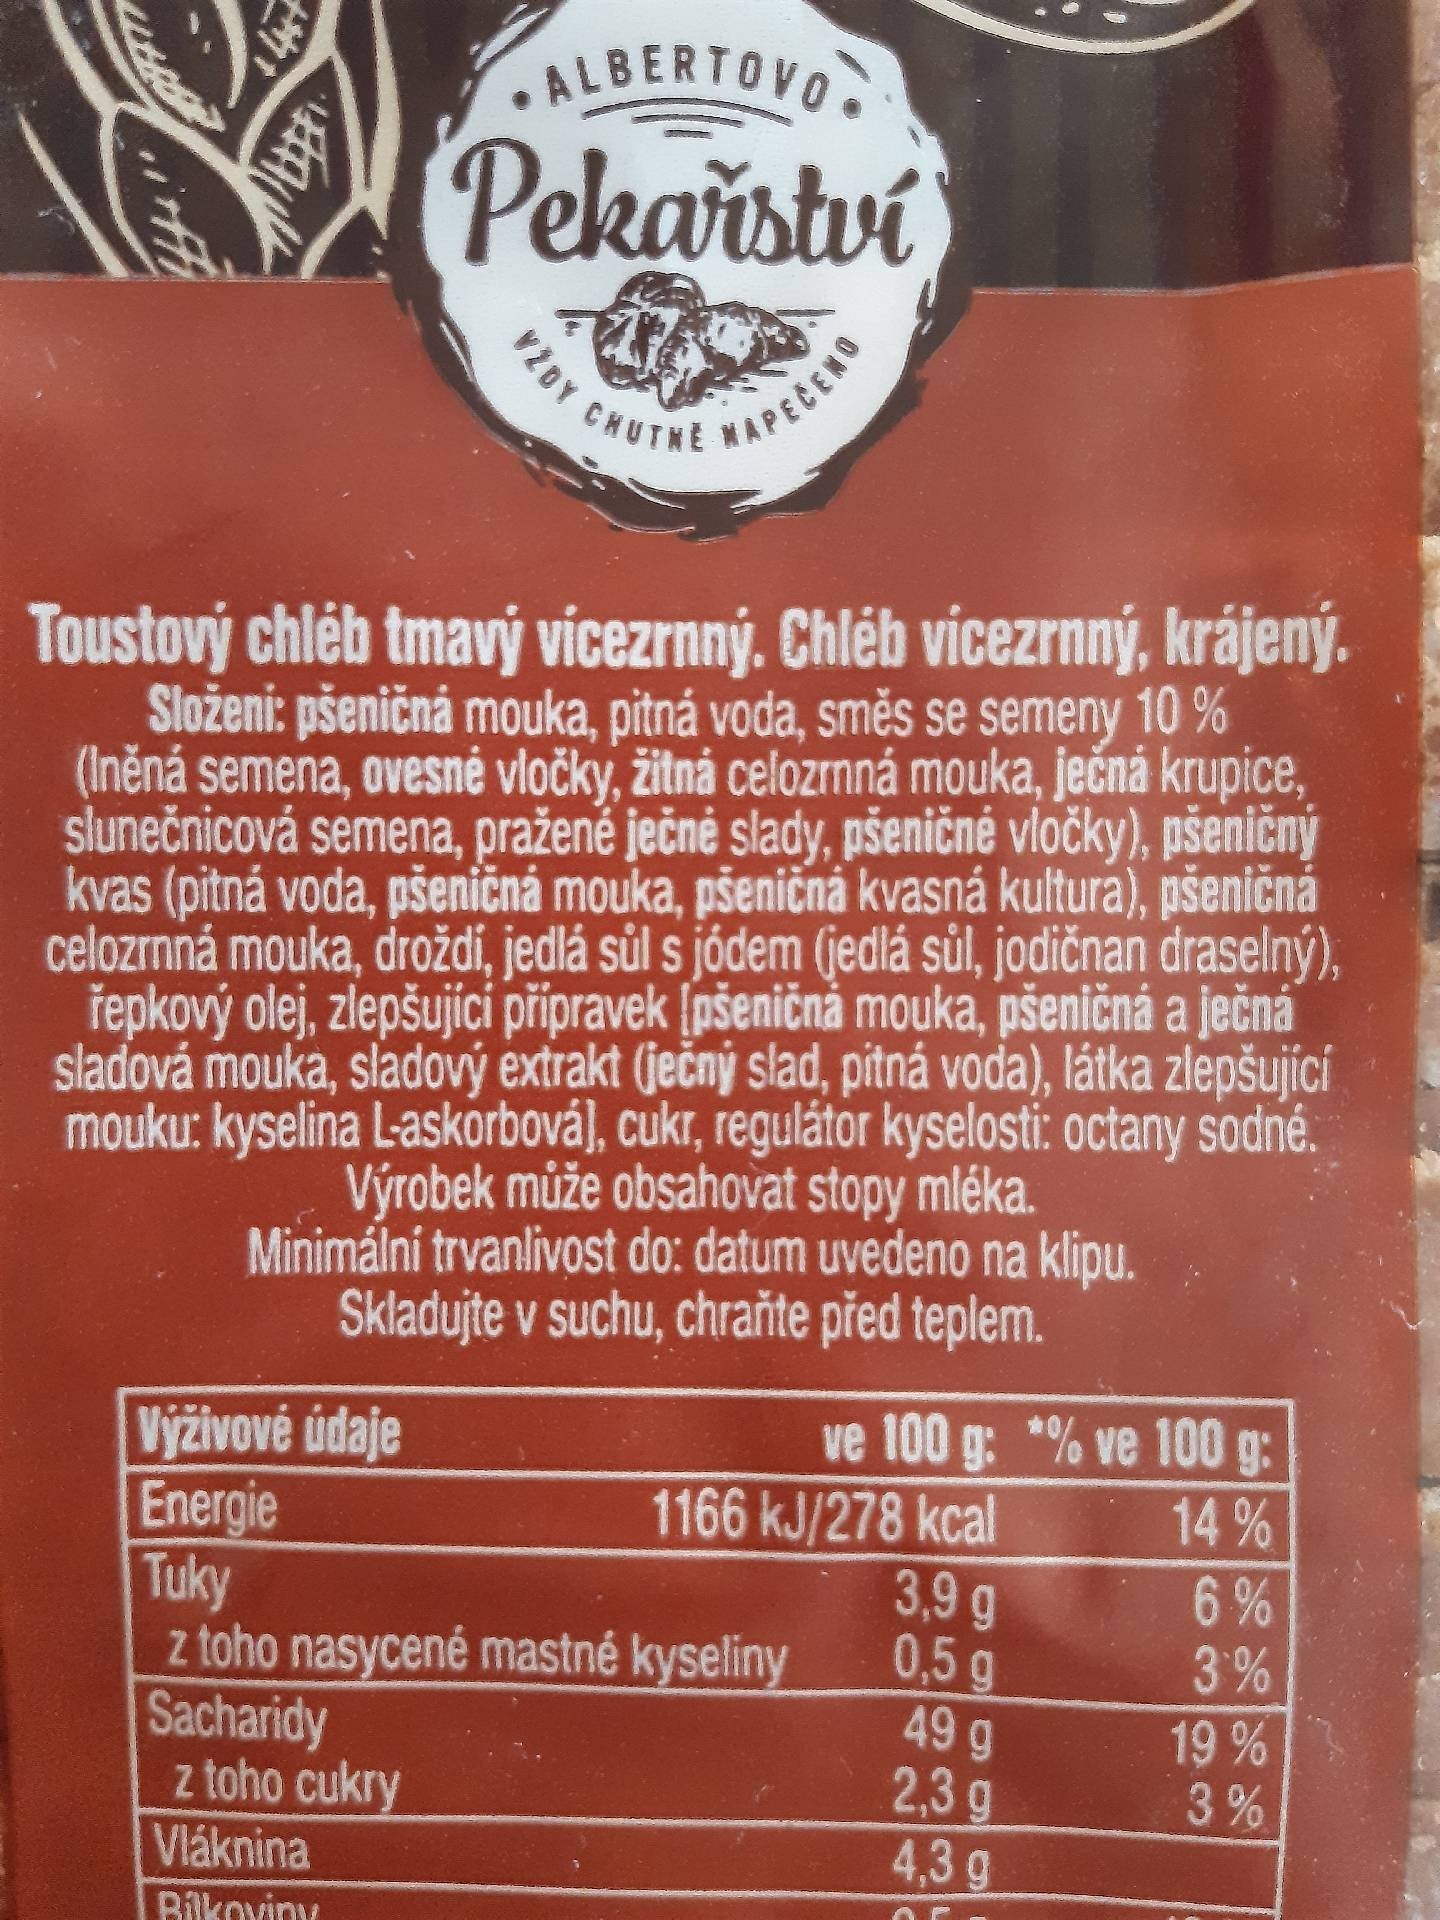 • ALBERTOVO •
Pekařství
VŽDY CHUTNĚ NAPEČENO
Toustový chléb tmavý vícezrnný. Chléb vícezrnný, krájený.
Složení: pšeničná mouka, pitná voda, směs se semeny 10 %
(lněná semena, ovesné vločky, žitná celozrnná mouka, ječná krupice,
slunečnicová semena, pražené ječné slady, pšeničné vločky), pšeničný
kvas (pitná voda, pšeničná mouka, pšeničná kvasná kultura), pšeničná
celozrnná mouka, droždí, jedlá sůl s jódem (jedlá sůl, jodičnan draselný),
řepkový olej, zlepšující přípravek [pšeničná mouka, pšeničná a ječná
sladová mouka, sladový extrakt (ječný slad, pitná voda), látka zlepšující
mouku: kyselina L-askorbová], cukr, regulátor kyselosti: octany sodné.
Výrobek může obsahovat stopy mléka.
Minimální trvanlivost do: datum uvedeno na klipu.
Skladujte v suchu, chraňte před teplem.
Výživové údaje ve 100 g: *% ve 100 g:
Energie 1166 kJ/278 kcal 14 %
Tuky 3,9 g 6 %
z toho nasycené mastné kyseliny 0,5 g 3 %
Sacharidy 49 g 19 %
z toho cukry 2,3 g 3 %
Vláknina 4,3 g
Bílkoviny